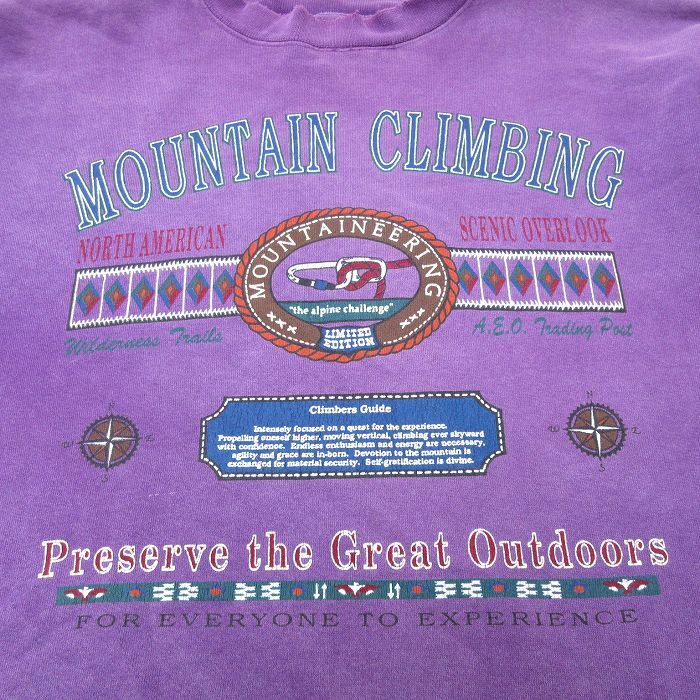 MOUNTAIN CLIMBING
NORTH AMERICAN
SCENIC OVERLOOK
MOUNTAINEERING
"the alpine challenge"
LIMITED
EDITION
Wilderness Trails
A.E.O. Trading Post
Climbers Guide
Intensely focused on a quest for the experience.
Propelling oneself higher, moving vertical, climbing ever skyward
with confidence. Endless enthusiasm and energy are necessary,
agility and grace are in-born. Devotion to the mountain is
exchanged for material security. Self-gratification is divine.
N
W
S
N
W
S
Preserve the Great Outdoors
FOR EVERYONE TO EXPERIENCE